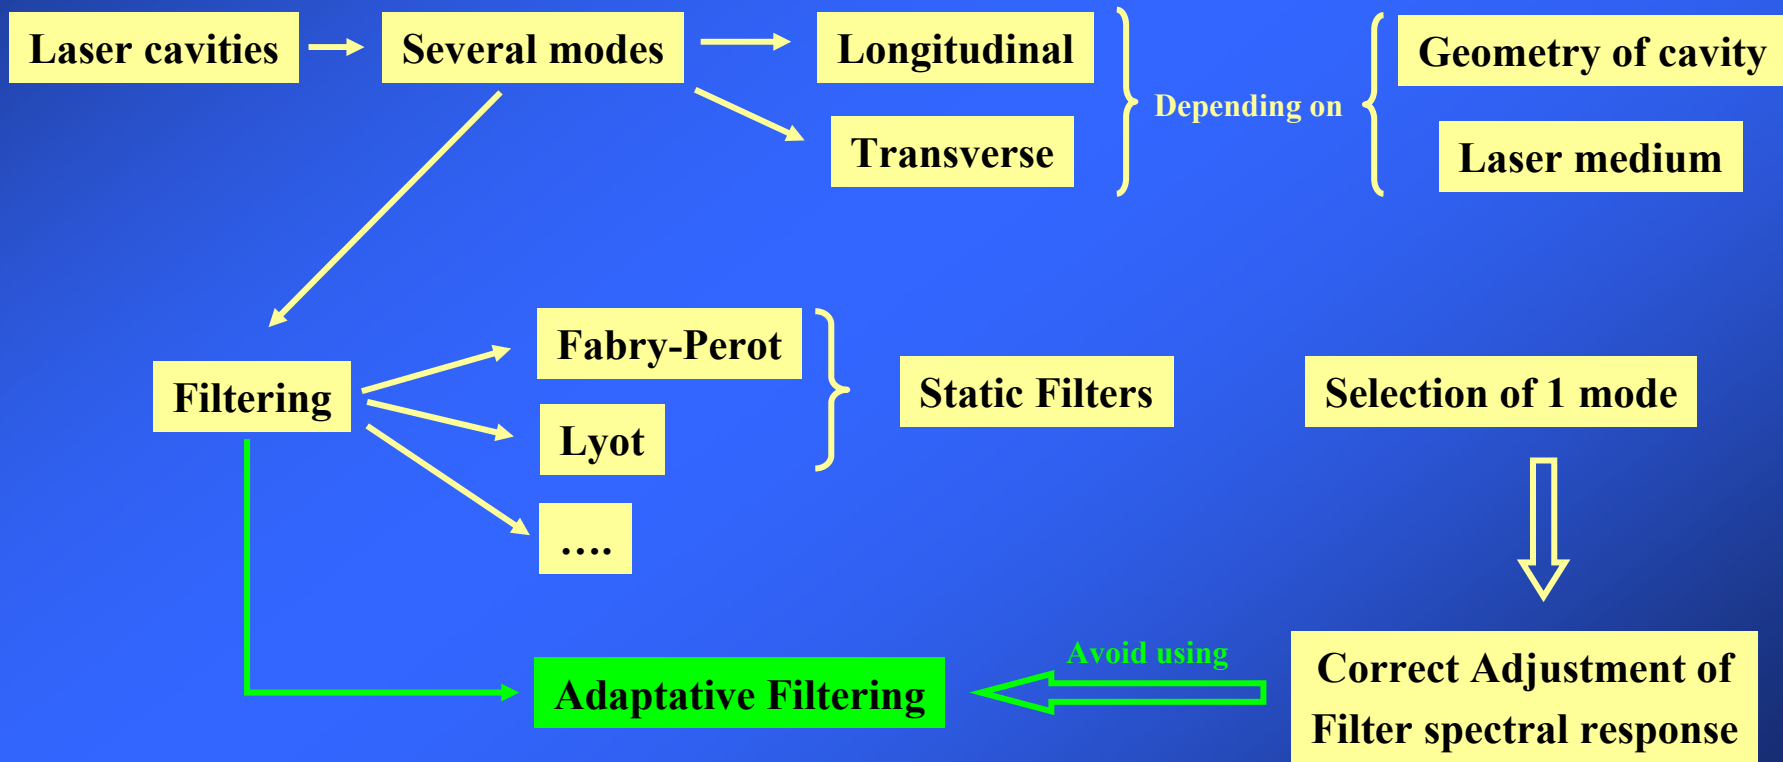 Laser cavities
Several modes
Longitudinal
Transverse
Depending on
Geometry of cavity
Laser medium
Filtering
Fabry-Perot
Lyot
….
Static Filters
Selection of 1 mode
Correct Adjustment of
Filter spectral response
Avoid using
Adaptative Filtering